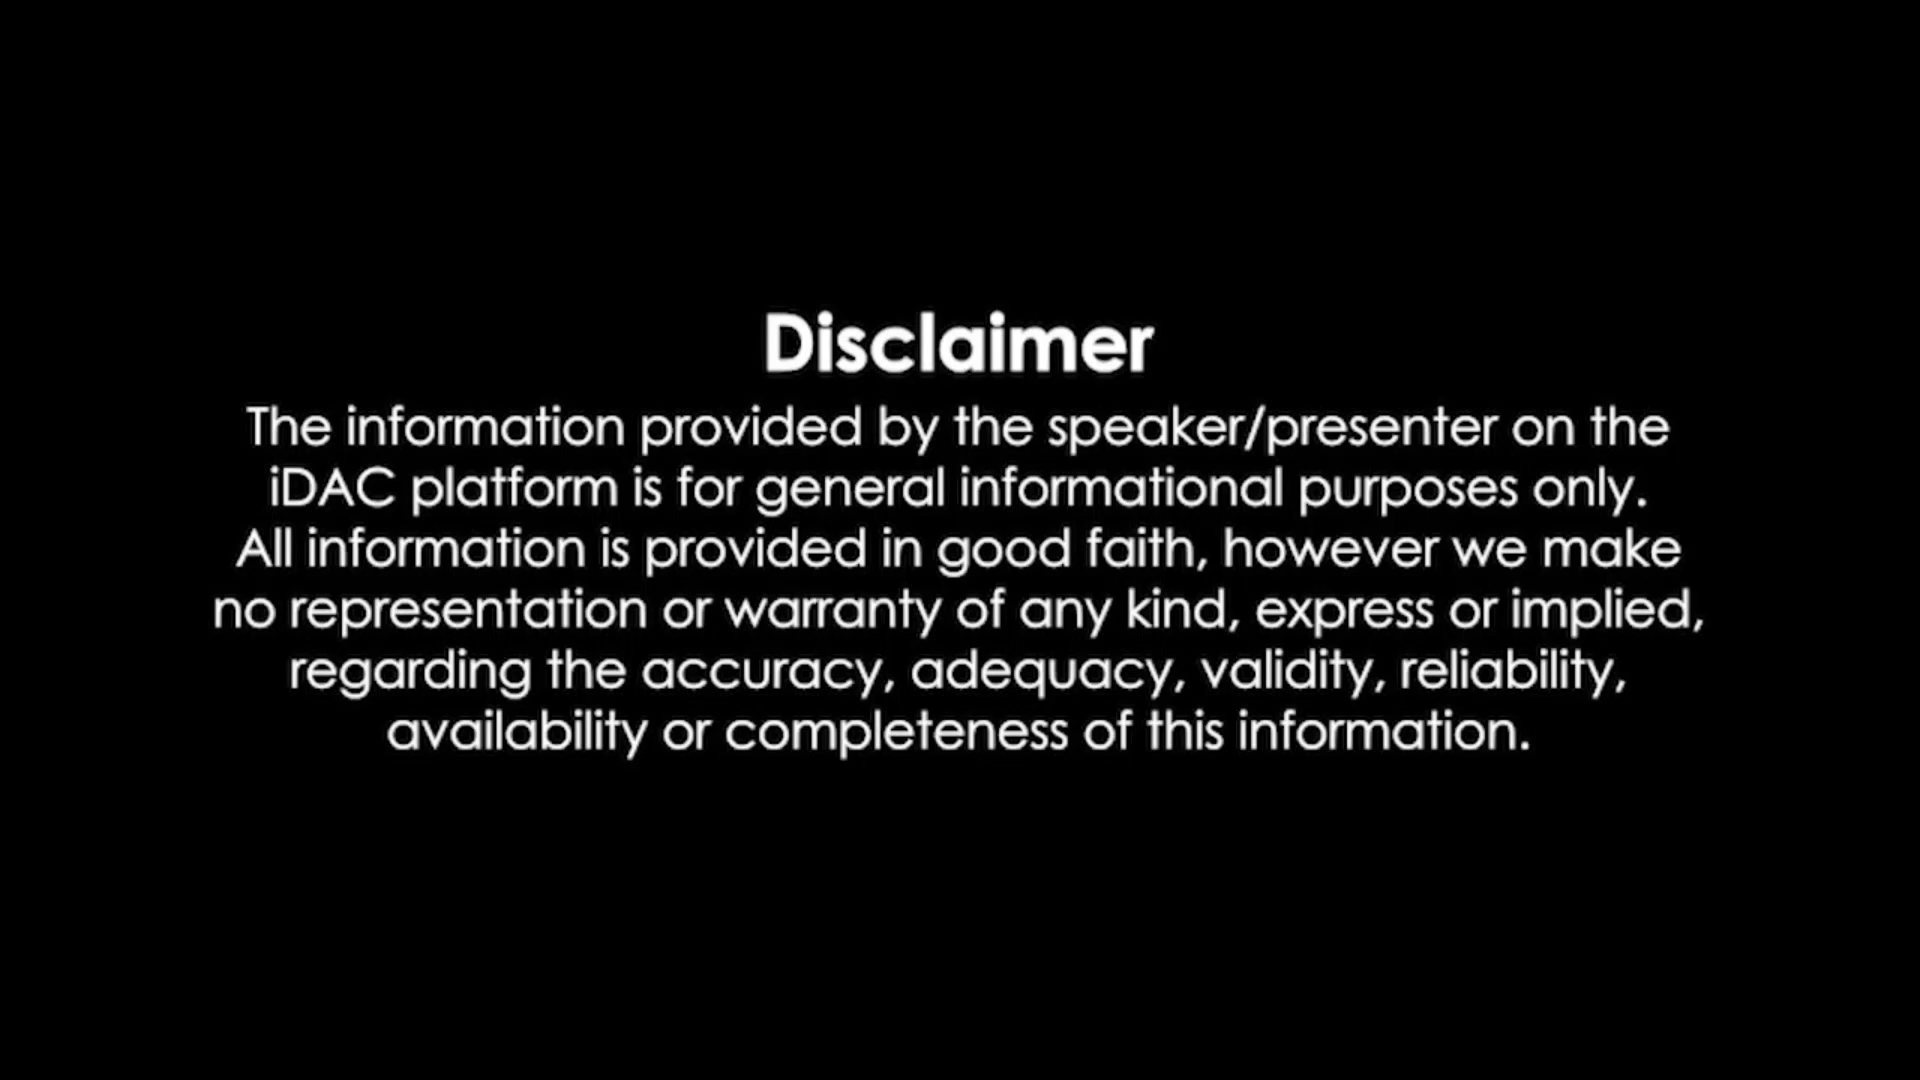 Disclaimer
The information provided by the speaker/presenter on the
iDAC platform is for general informational purposes only.
All information is provided in good faith, however we make
no representation or warranty of any kind, express or implied,
regarding the accuracy, adequacy, validity, reliability,
availability or completeness of this information.